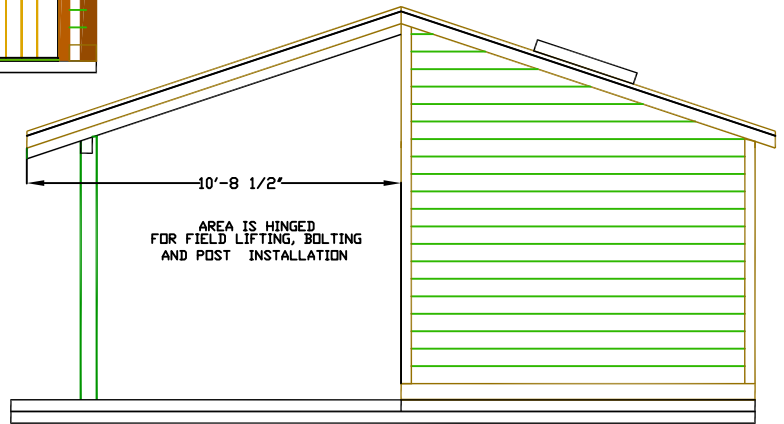 10'-8 1/2"
AREA IS HINGED
FOR FIELD LIFTING, BOLTING
AND POST INSTALLATION